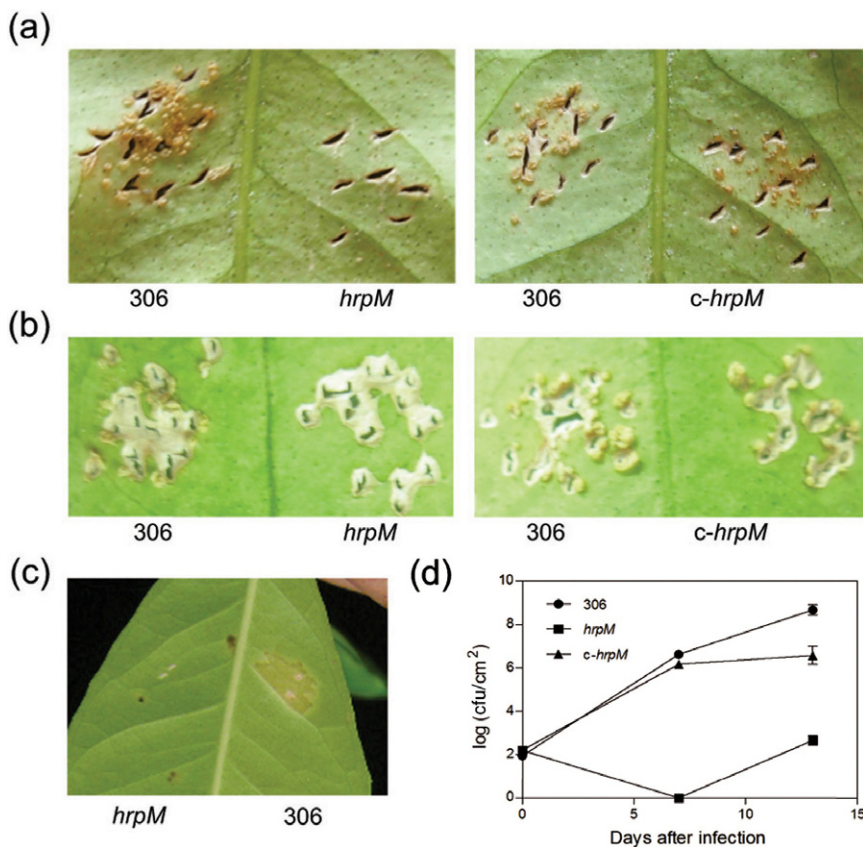 (a)
306 hrpM 306 c-hrpM
(b)
306 hrpM 306 c-hrpM
(c)
hrpM 306
(d)
10
8
6
4
2
0
0 5 10 15
log (cfu/cm²)
Days after infection
306
hrpM
c-hrpM